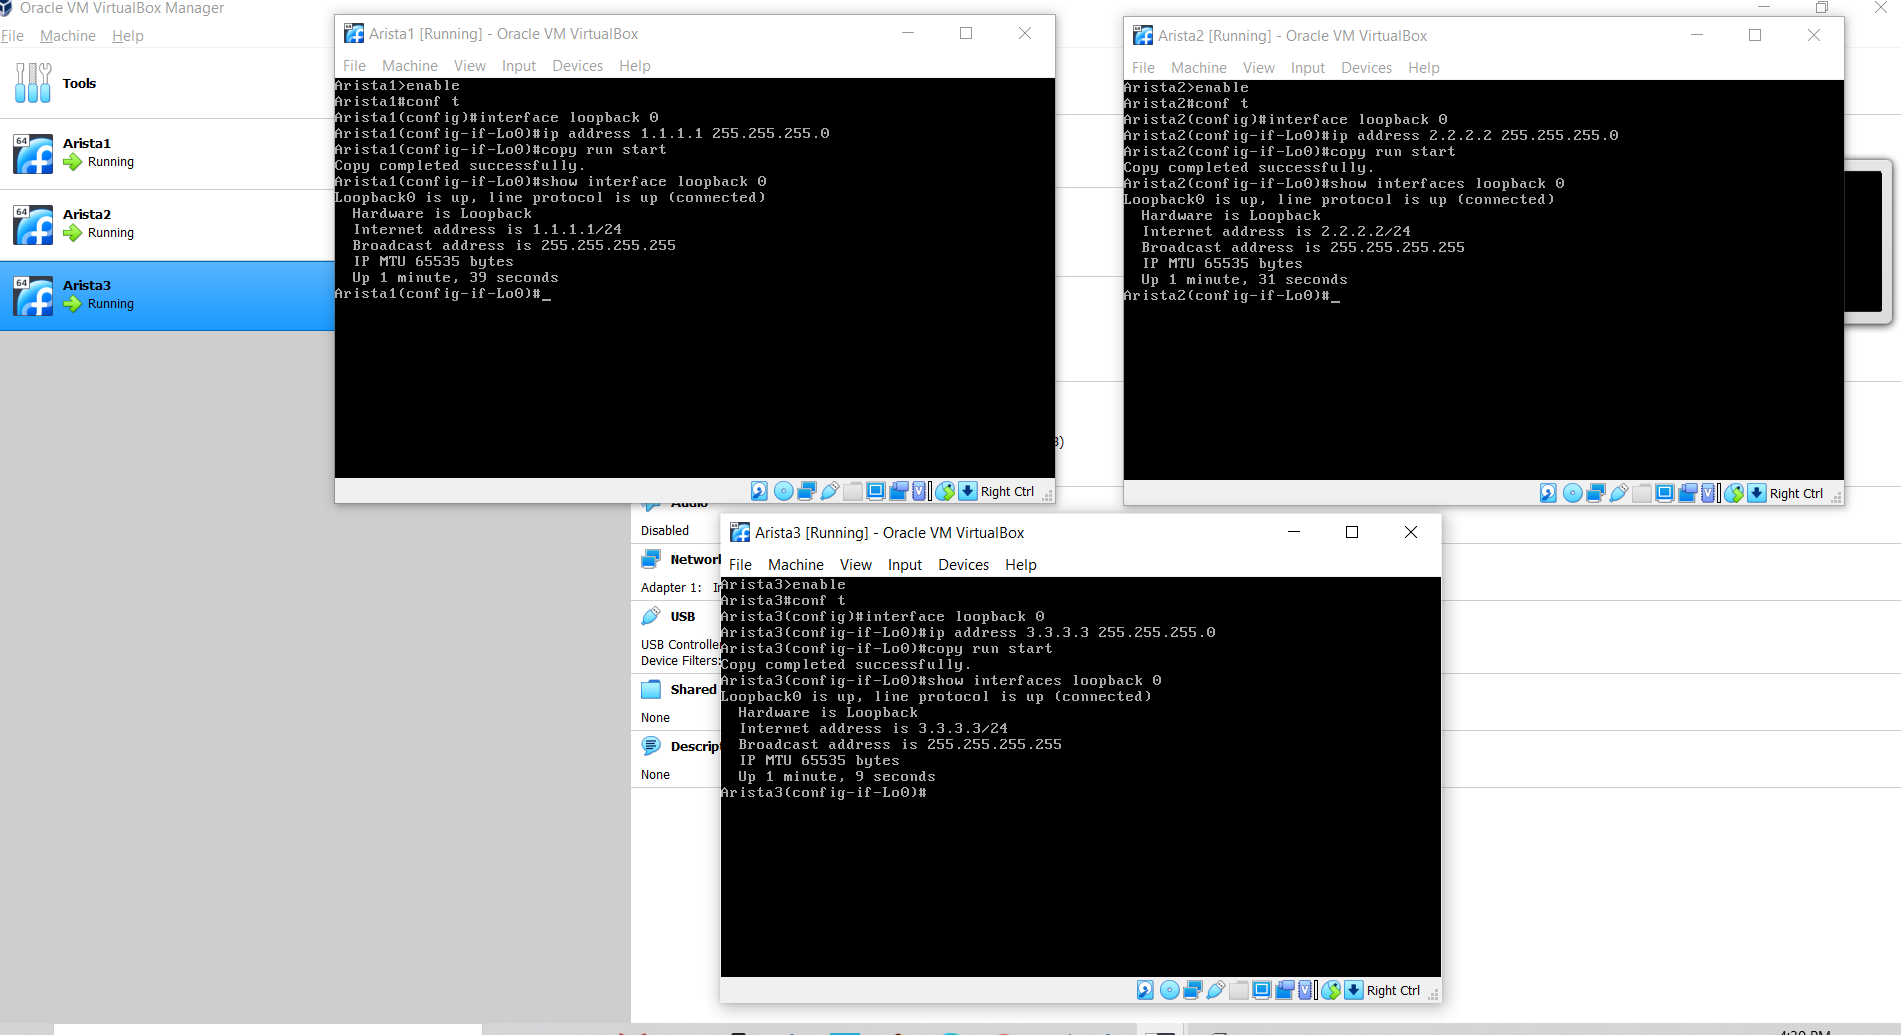 Oracle VM VirtualBox Manager
File Machine Help
Tools
64
Arista1
Running
64
Arista2
Running
64
Arista3
Running
Arista1 [Running] - Oracle VM VirtualBox
File Machine View Input Devices Help
Arista1>enable
Arista1#conf t
Arista1(config)#interface loopback 0
Arista1(config-if-Lo0)#ip address 1.1.1.1 255.255.255.0
Arista1(config-if-Lo0)#copy run start
Copy completed successfully.
Arista1(config-if-Lo0)#show interface loopback 0
Loopback0 is up, line protocol is up (connected)
Hardware is Loopback
Internet address is 1.1.1.1/24
Broadcast address is 255.255.255.255
IP MTU 65535 bytes
Up 1 minute, 39 seconds
Arista1(config-if-Lo0)#_
Right Ctrl
Arista2 [Running] - Oracle VM VirtualBox
File Machine View Input Devices Help
Arista2>enable
Arista2#conf t
Arista2(config)#interface loopback 0
Arista2(config-if-Lo0)#ip address 2.2.2.2 255.255.255.0
Arista2(config-if-Lo0)#copy run start
Copy completed successfully.
Arista2(config-if-Lo0)#show interfaces loopback 0
Loopback0 is up, line protocol is up (connected)
Hardware is Loopback
Internet address is 2.2.2.2/24
Broadcast address is 255.255.255.255
IP MTU 65535 bytes
Up 1 minute, 31 seconds
Arista2(config-if-Lo0)#_
Right Ctrl
Audio
Disabled
Network
Adapter 1:
USB
USB Controlle
Device Filters:
Shared
None
Descrip
None
Arista3 [Running] - Oracle VM VirtualBox
File Machine View Input Devices Help
Arista3>enable
Arista3#conf t
Arista3(config)#interface loopback 0
Arista3(config-if-Lo0)#ip address 3.3.3.3 255.255.255.0
Arista3(config-if-Lo0)#copy run start
Copy completed successfully.
Arista3(config-if-Lo0)#show interfaces loopback 0
Loopback0 is up, line protocol is up (connected)
Hardware is Loopback
Internet address is 3.3.3.3/24
Broadcast address is 255.255.255.255
IP MTU 65535 bytes
Up 1 minute, 9 seconds
Arista3(config-if-Lo0)#
Right Ctrl